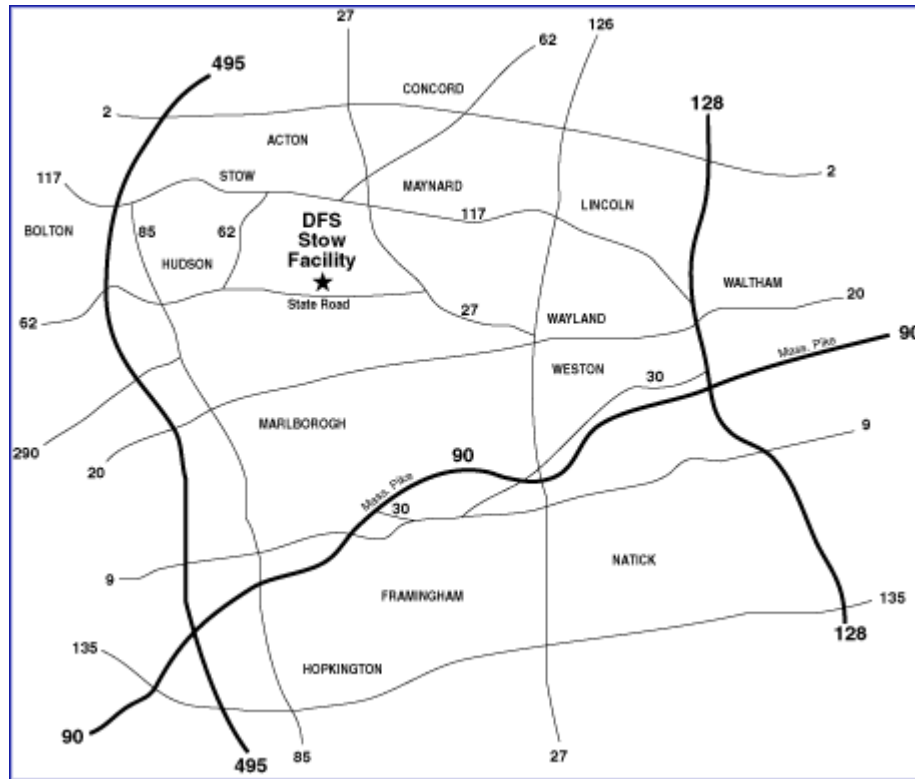 27
126
62
495
CONCORD
128
2
ACTON
STOW
117
MAYNARD
2
LINCOLN
117
BOLTON
85
62
DFS
Stow
Facility
HUDSON
WALTHAM
State Road
20
27
WAYLAND
62
90
Mass. Pike
WESTON
30
MARLBOROGH
9
290
20
90
Mass. Pike
30
NATICK
9
FRAMINGHAM
135
128
135
HOPKINGTON
90
85
27
495